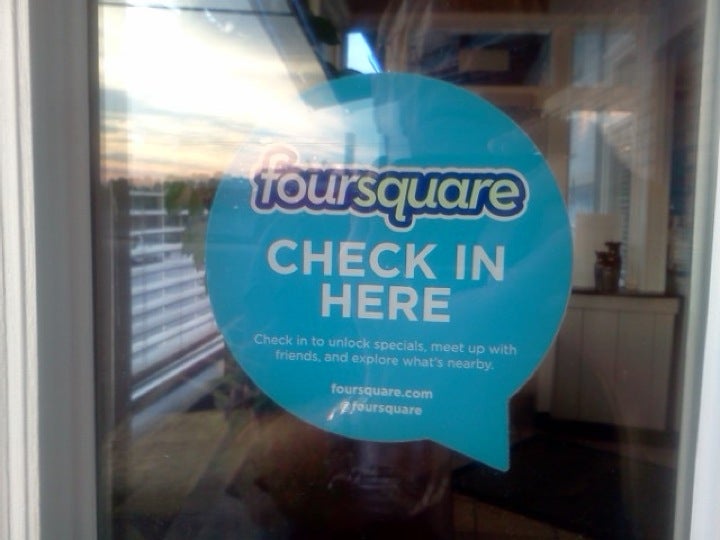 foursquare
CHECK IN
HERE
Check in to unlock specials, meet up with
friends, and explore what's nearby.
foursquare.com
@foursquare